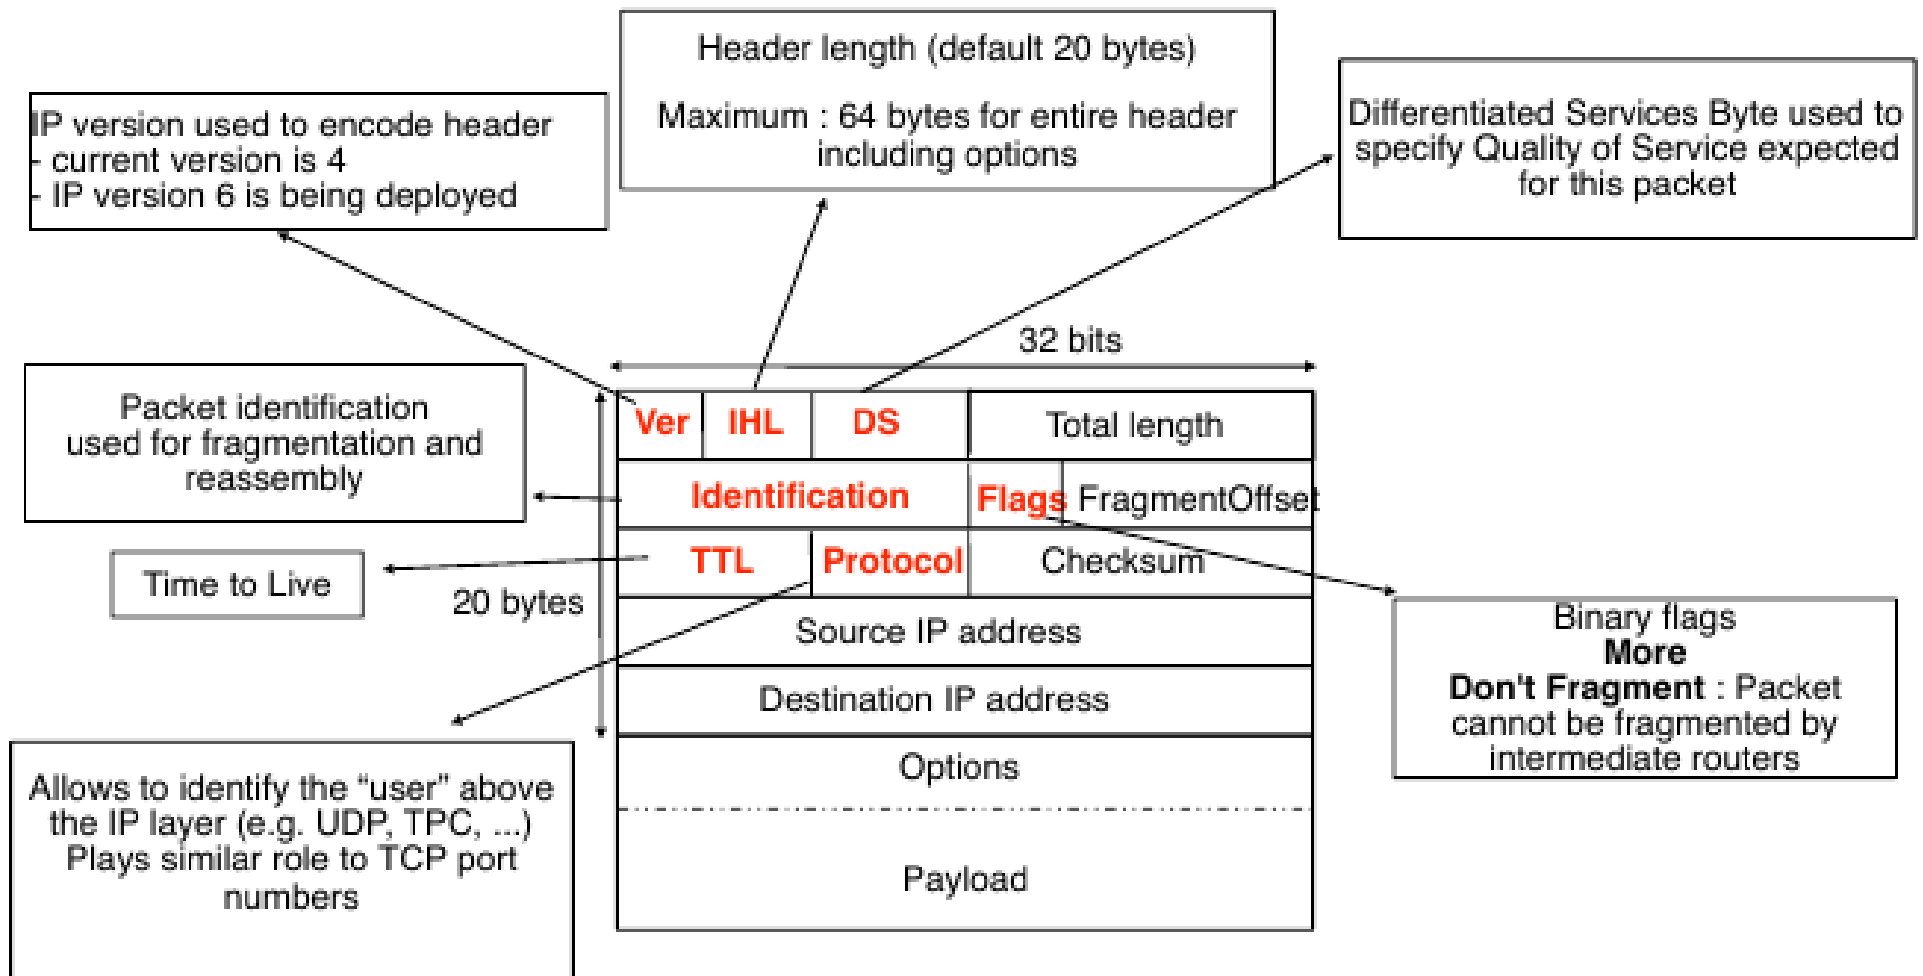 Header length (default 20 bytes)
Maximum : 64 bytes for entire header
including options
IP version used to encode header
- current version is 4
- IP version 6 is being deployed
Differentiated Services Byte used to
specify Quality of Service expected
for this packet
32 bits
Packet identification
used for fragmentation and
reassembly
Ver IHL DS Total length
Identification Flags FragmentOffset
TTL Protocol Checksum
Time to Live
20 bytes
Source IP address
Destination IP address
Options
Payload
Binary flags
More
Don't Fragment : Packet
cannot be fragmented by
intermediate routers
Allows to identify the “user” above
the IP layer (e.g. UDP, TPC, ...)
Plays similar role to TCP port
numbers